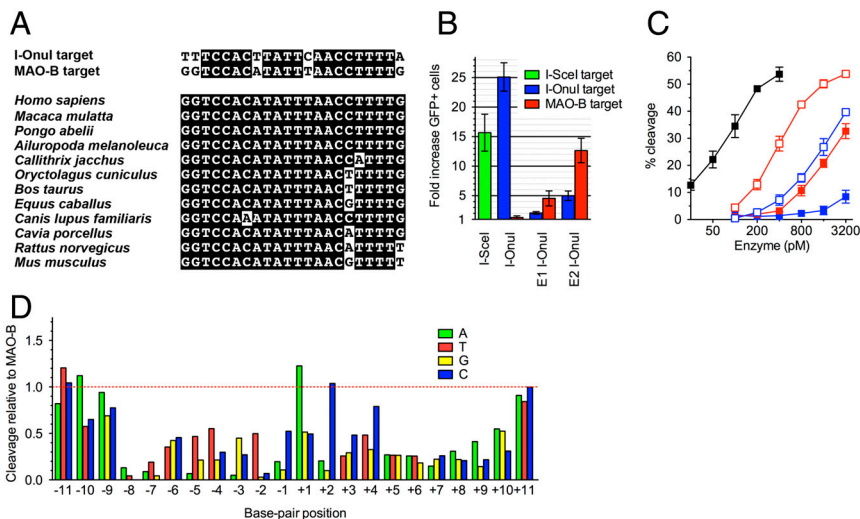 A
I-OnuI target TTTCCACTTATTCAACCTTTTA
MAO-B target GGTCCACATATTTAACCTTTTG
Homo sapiens GGTCCACATATTTAACCTTTTG
Macaca mulatta GGTCCACATATTTAACCTTTTG
Pongo abelii GGTCCACATATTTAACCTTTTG
Ailuropoda melanoleuca GGTCCACATATTTAACCTTTTG
Callithrix jacchus GGTCCACATATTTAACCATTTG
Oryctolagus cuniculus GGTCCACATATTTAACTTTTTG
Bos taurus GGTCCACATATTTAACTTTTTG
Equus caballus GGTCCACATATTTAACGTTTTG
Canis lupus familiaris GGTCCAAATATTTAACCTTTTG
Cavia porcellus GGTCCACATATTTAACATTTTG
Rattus norvegicus GGTCCACATATTTAACATTTTT
Mus musculus GGTCCACATATTTAACGTTTTT
B
Fold increase GFP+ cells
25
20
15
10
5
1
I-SceI target
I-OnuI target
MAO-B target
I-SceI
I-OnuI
E1 I-OnuI
E2 I-OnuI
C
% cleavage
60
50
40
30
20
10
0
50 200 800 3200
Enzyme (pM)
D
Cleavage relative to MAO-B
1.5
1.0
0.5
0.0
A
T
G
C
-11 -10 -9 -8 -7 -6 -5 -4 -3 -2 -1 +1 +2 +3 +4 +5 +6 +7 +8 +9 +10 +11
Base-pair position